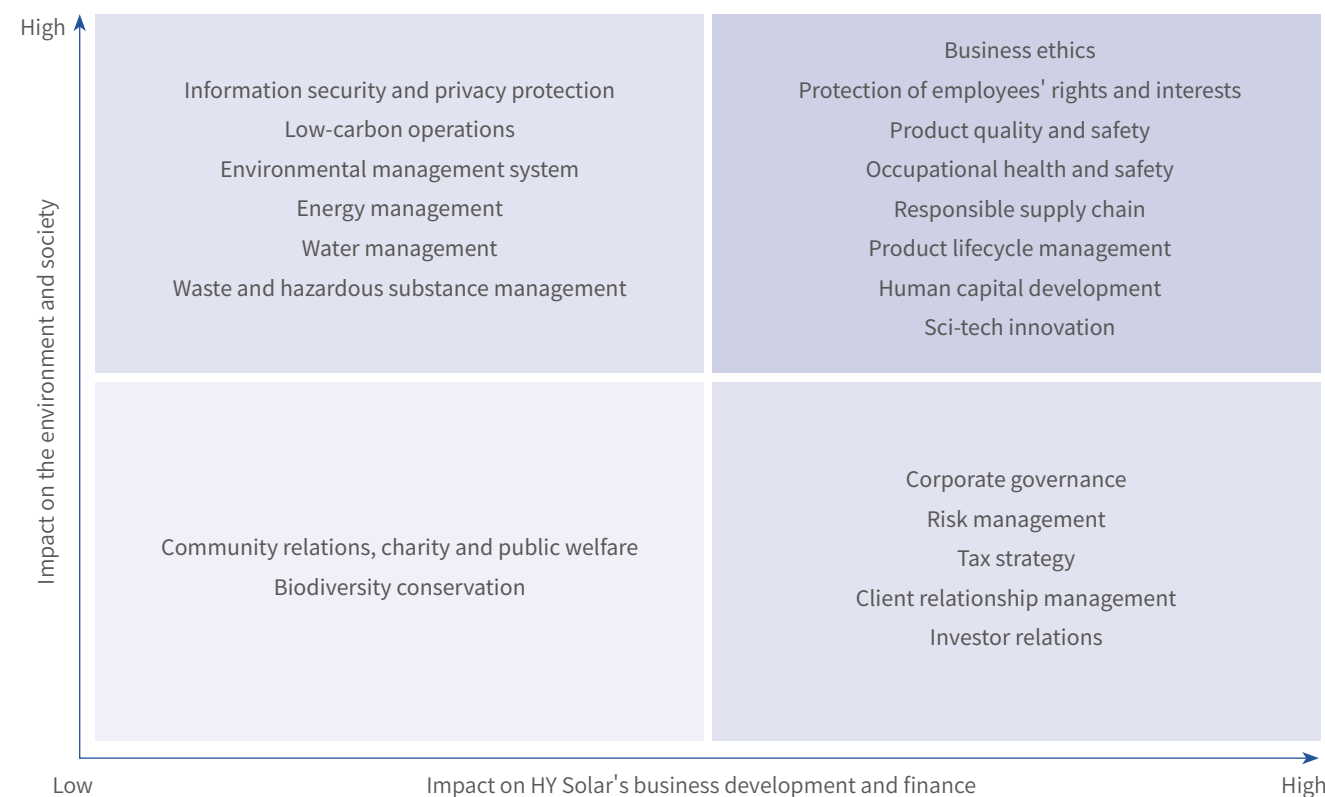 High
Impact on the environment and society
Information security and privacy protection
Low-carbon operations
Environmental management system
Energy management
Water management
Waste and hazardous substance management
Business ethics
Protection of employees' rights and interests
Product quality and safety
Occupational health and safety
Responsible supply chain
Product lifecycle management
Human capital development
Sci-tech innovation
Community relations, charity and public welfare
Biodiversity conservation
Corporate governance
Risk management
Tax strategy
Client relationship management
Investor relations
Low
Impact on HY Solar's business development and finance
High